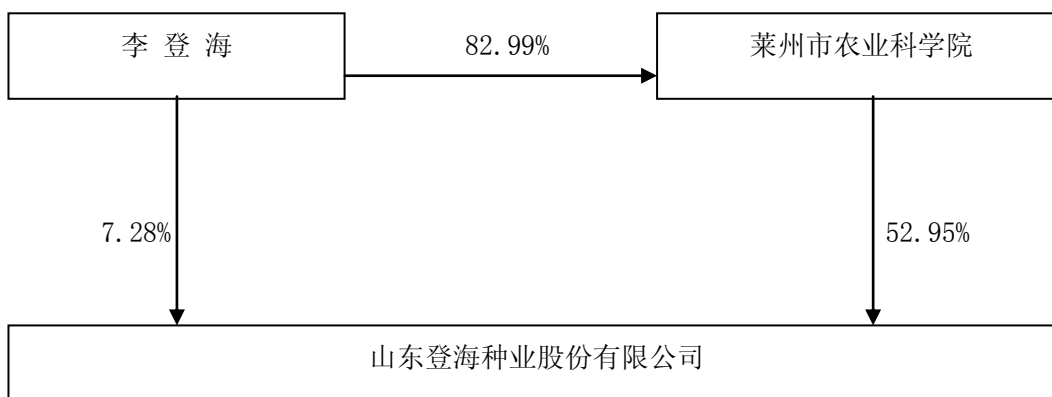 李 登 海
82.99%
莱州市农业科学院
7.28%
52.95%
山东登海种业股份有限公司